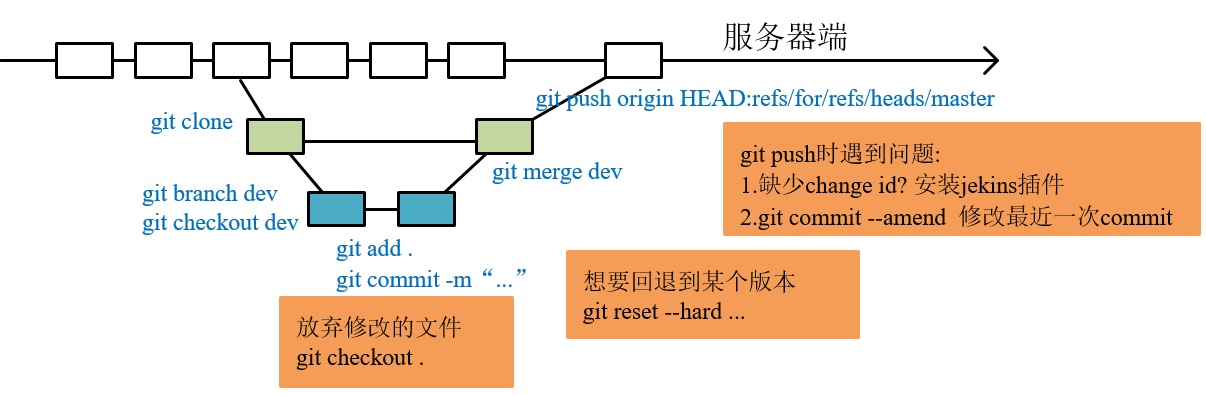 服务器端
git push origin HEAD:refs/for/refs/heads/master
git clone
git merge dev
git branch dev
git checkout dev
git add .
git commit -m “...”
git push时遇到问题:
1.缺少change id? 安装jekins插件
2.git commit --amend 修改最近一次commit
想要回退到某个版本
git reset --hard ...
放弃修改的文件
git checkout .